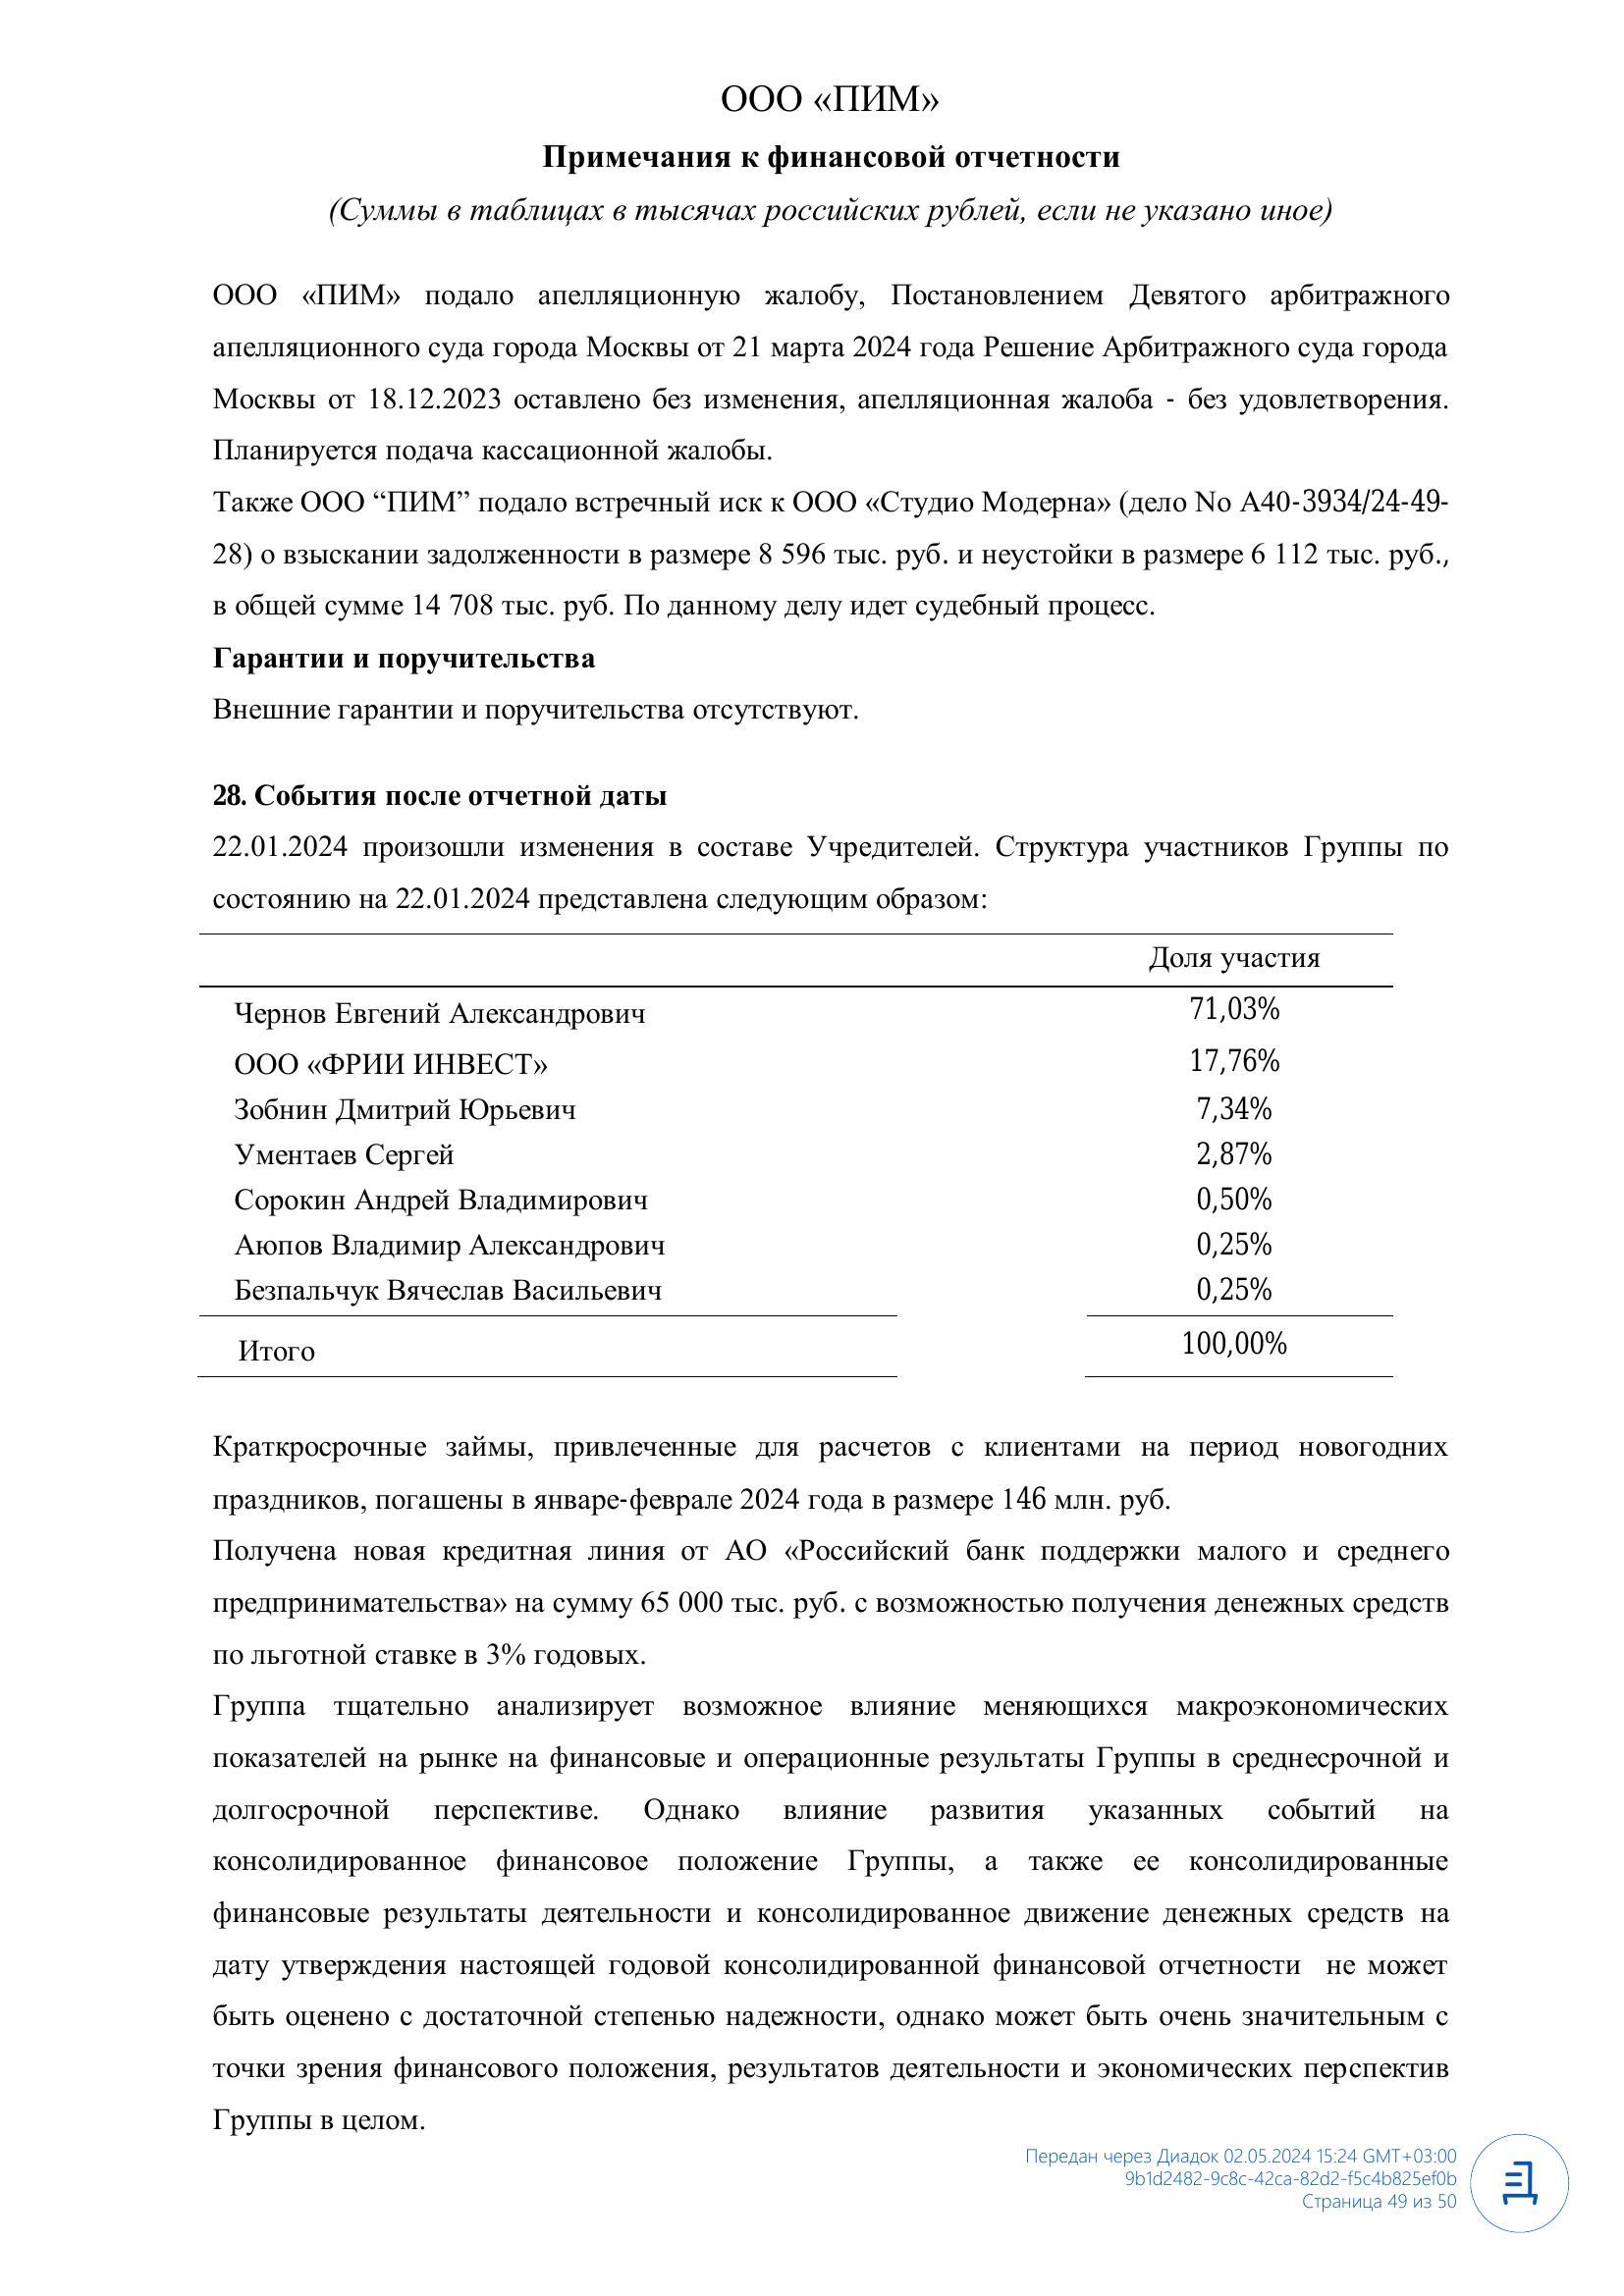 ООО «ПИМ»
Примечания к финансовой отчетности
(Суммы в таблицах в тысячах российских рублей, если не указано иное)
ООО «ПИМ» подало апелляционную жалобу, Постановлением Девятого арбитражного
апелляционного суда города Москвы от 21 марта 2024 года Решение Арбитражного суда города
Москвы от 18.12.2023 оставлено без изменения, апелляционная жалоба - без удовлетворения.
Планируется подача кассационной жалобы.
Также ООО “ПИМ” подало встречный иск к ООО «Студио Модерна» (дело No А40-3934/24-49-
28) о взыскании задолженности в размере 8 596 тыс. руб. и неустойки в размере 6 112 тыс. руб.,
в общей сумме 14 708 тыс. руб. По данному делу идет судебный процесс.
Гарантии и поручительства
Внешние гарантии и поручительства отсутствуют.
28. События после отчетной даты
22.01.2024 произошли изменения в составе Учредителей. Структура участников Группы по
состоянию на 22.01.2024 представлена следующим образом:
Доля участия
Чернов Евгений Александрович 71,03%
ООО «ФРИИ ИНВЕСТ» 17,76%
Зобнин Дмитрий Юрьевич 7,34%
Ументаев Сергей 2,87%
Сорокин Андрей Владимирович 0,50%
Аюпов Владимир Александрович 0,25%
Безпальчук Вячеслав Васильевич 0,25%
Итого 100,00%
Краткросрочные займы, привлеченные для расчетов с клиентами на период новогодних
праздников, погашены в январе-феврале 2024 года в размере 146 млн. руб.
Получена новая кредитная линия от АО «Российский банк поддержки малого и среднего
предпринимательства» на сумму 65 000 тыс. руб. с возможностью получения денежных средств
по льготной ставке в 3% годовых.
Группа тщательно анализирует возможное влияние меняющихся макроэкономических
показателей на рынке на финансовые и операционные результаты Группы в среднесрочной и
долгосрочной перспективе. Однако влияние развития указанных событий на
консолидированное финансовое положение Группы, а также ее консолидированные
финансовые результаты деятельности и консолидированное движение денежных средств на
дату утверждения настоящей годовой консолидированной финансовой отчетности не может
быть оценено с достаточной степенью надежности, однако может быть очень значительным с
точки зрения финансового положения, результатов деятельности и экономических перспектив
Группы в целом.
Передан через Диадок 02.05.2024 15:24 GMT+03:00
9b1d2482-9c8c-42ca-82d2-f5c4b825ef0b
Страница 49 из 50